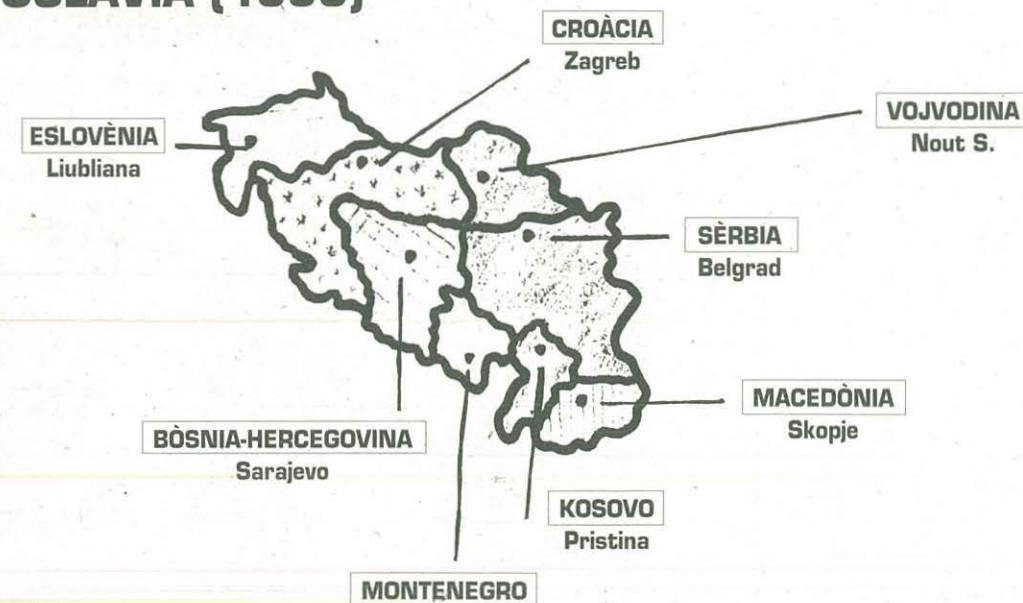 CROÀCIA
Zagreb
VOJVODINA
Nout S.
ESLOVÈNIA
Liubliana
SÈRBIA
Belgrad
MACEDÒNIA
Skopje
BÒSNIA-HERCEGOVINA
Sarajevo
KOSOVO
Pristina
MONTENEGRO